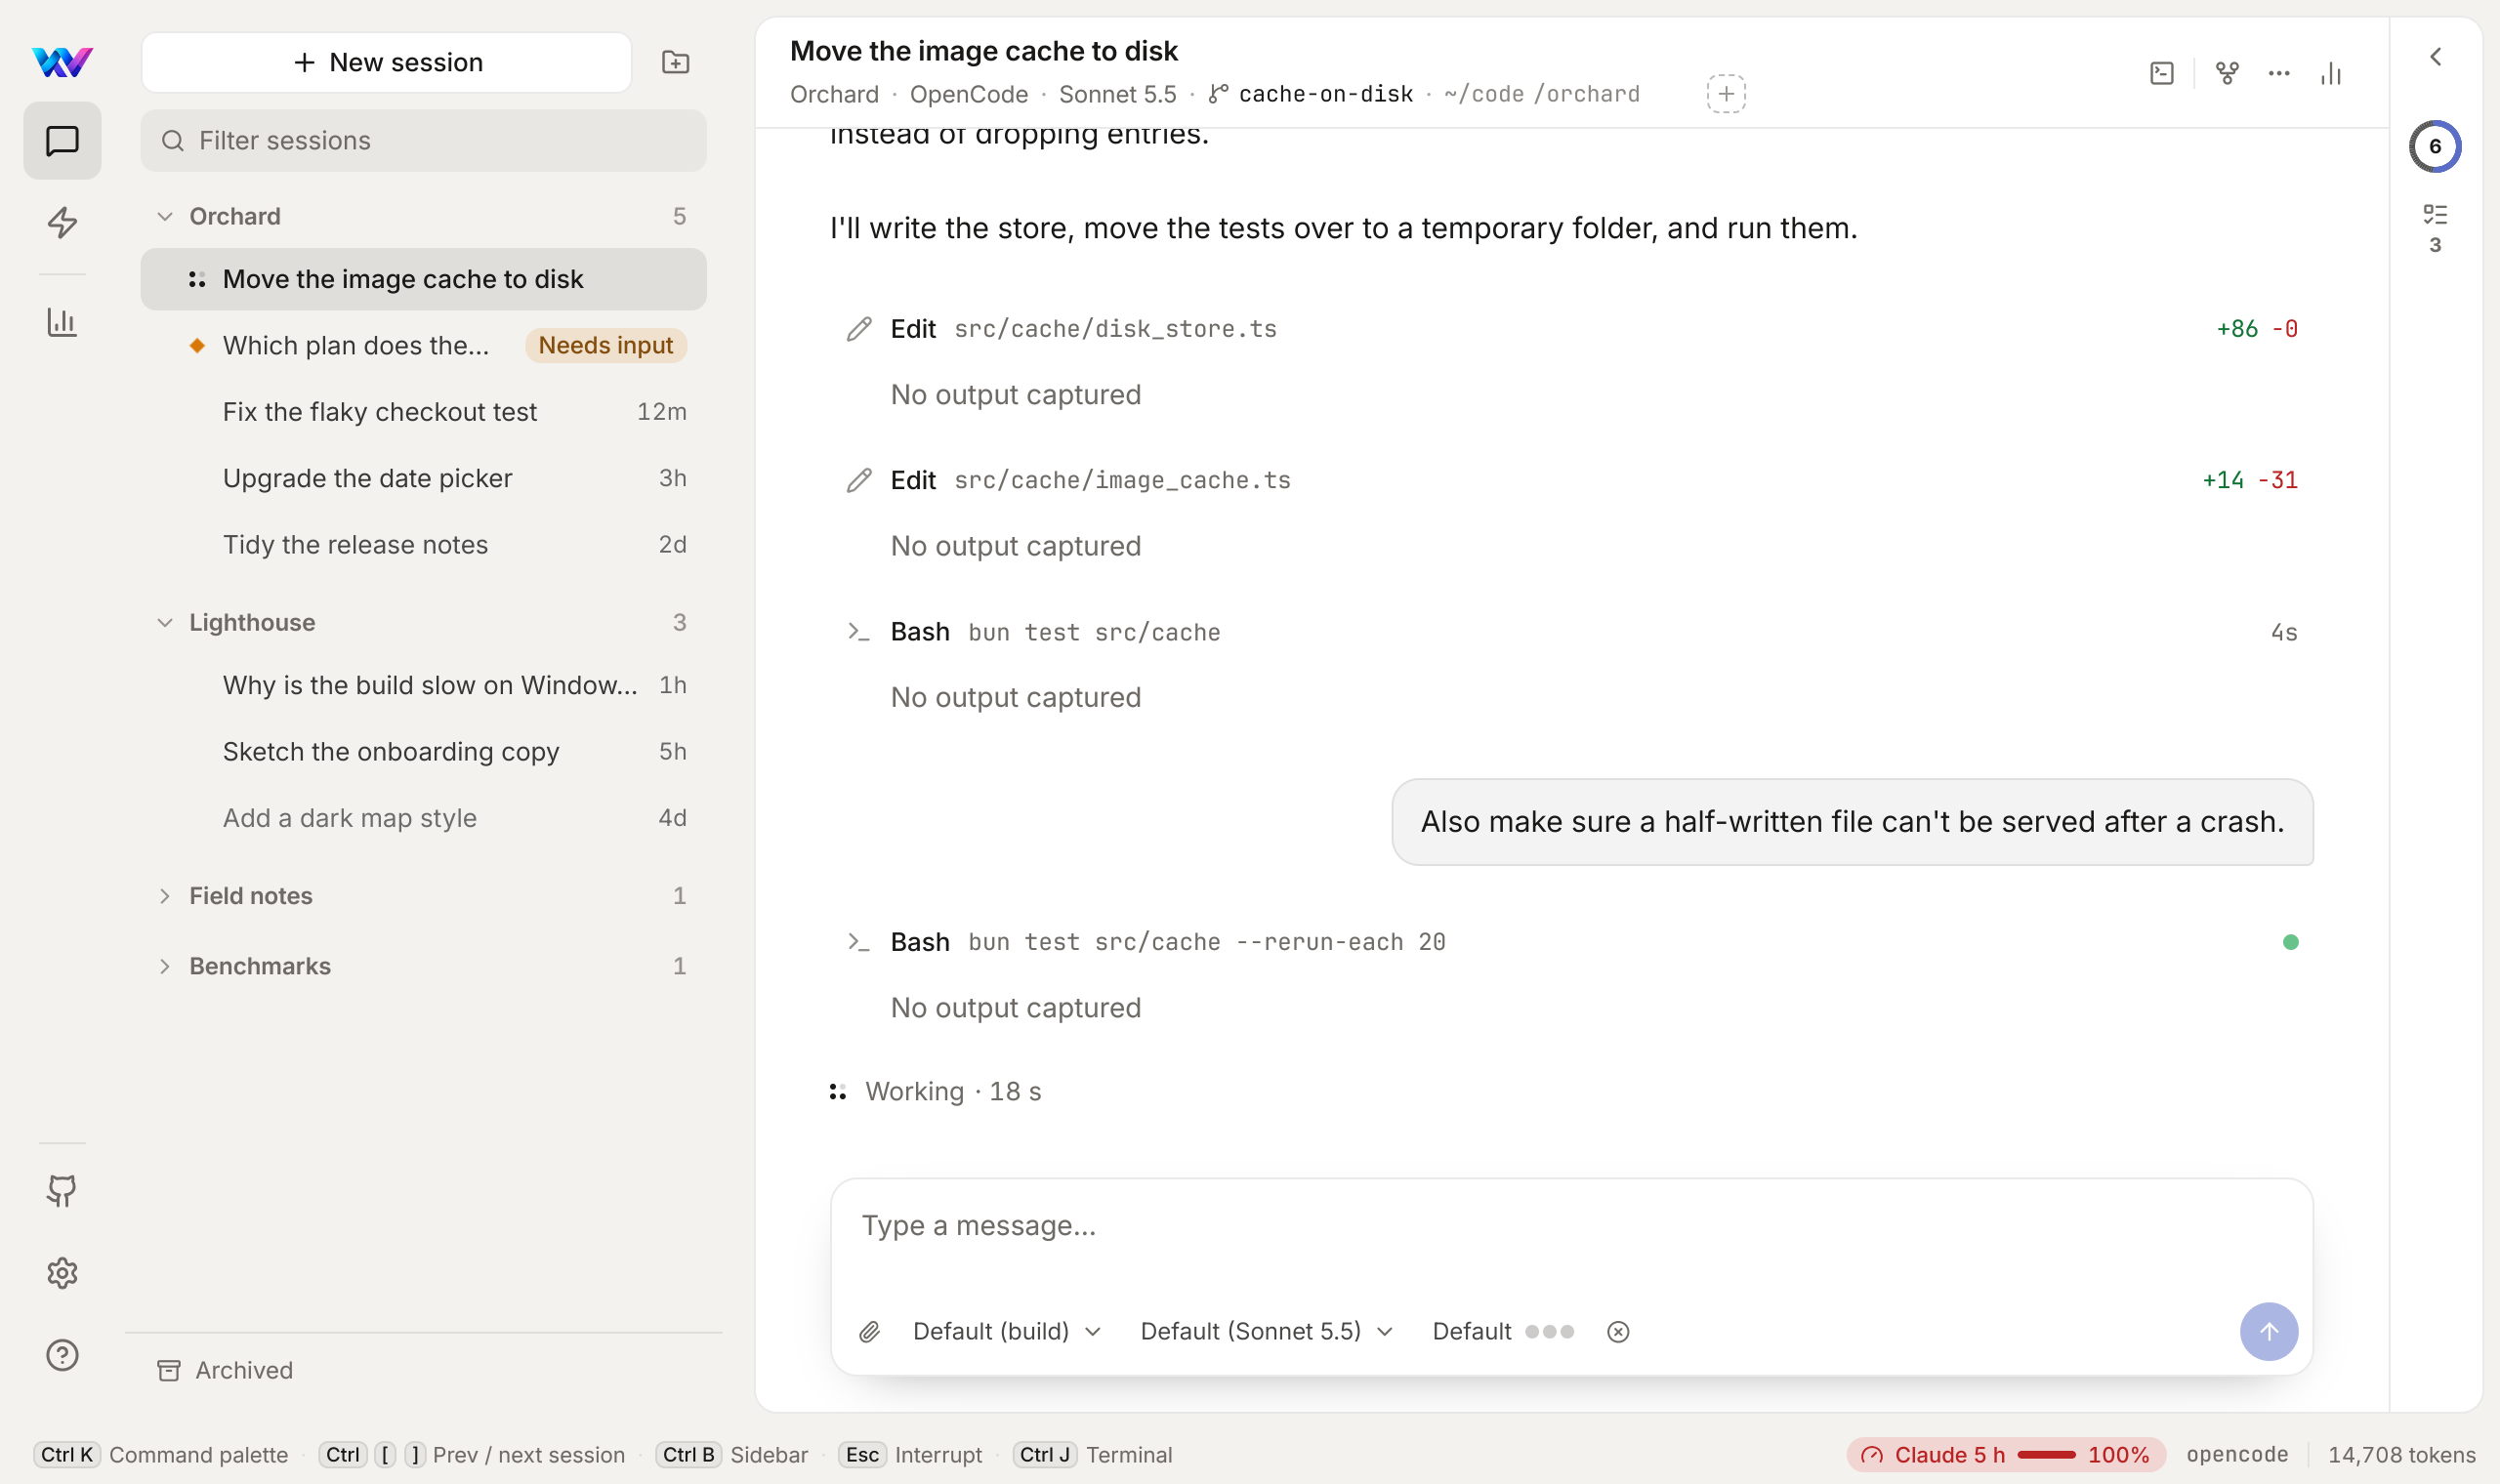 New session
Filter sessions
Orchard 5
Move the image cache to disk
Which plan does the... Needs input
Fix the flaky checkout test 12m
Upgrade the date picker 3h
Tidy the release notes 2d
Lighthouse 3
Why is the build slow on Window... 1h
Sketch the onboarding copy 5h
Add a dark map style 4d
Field notes 1
Benchmarks 1
Archived
Move the image cache to disk
Orchard · OpenCode · Sonnet 5.5 · cache-on-disk · ~/code /orchard
instead of dropping entries.
I'll write the store, move the tests over to a temporary folder, and run them.
Edit src/cache/disk_store.ts +86 -0
No output captured
Edit src/cache/image_cache.ts +14 -31
No output captured
Bash bun test src/cache 4s
No output captured
Also make sure a half-written file can't be served after a crash.
Bash bun test src/cache --rerun-each 20
No output captured
Working · 18 s
Type a message...
Default (build) Default (Sonnet 5.5) Default
6
3
Ctrl K Command palette · Ctrl [ ] Prev / next session · Ctrl B Sidebar · Esc Interrupt · Ctrl J Terminal
Claude 5 h 100% opencode 14,708 tokens